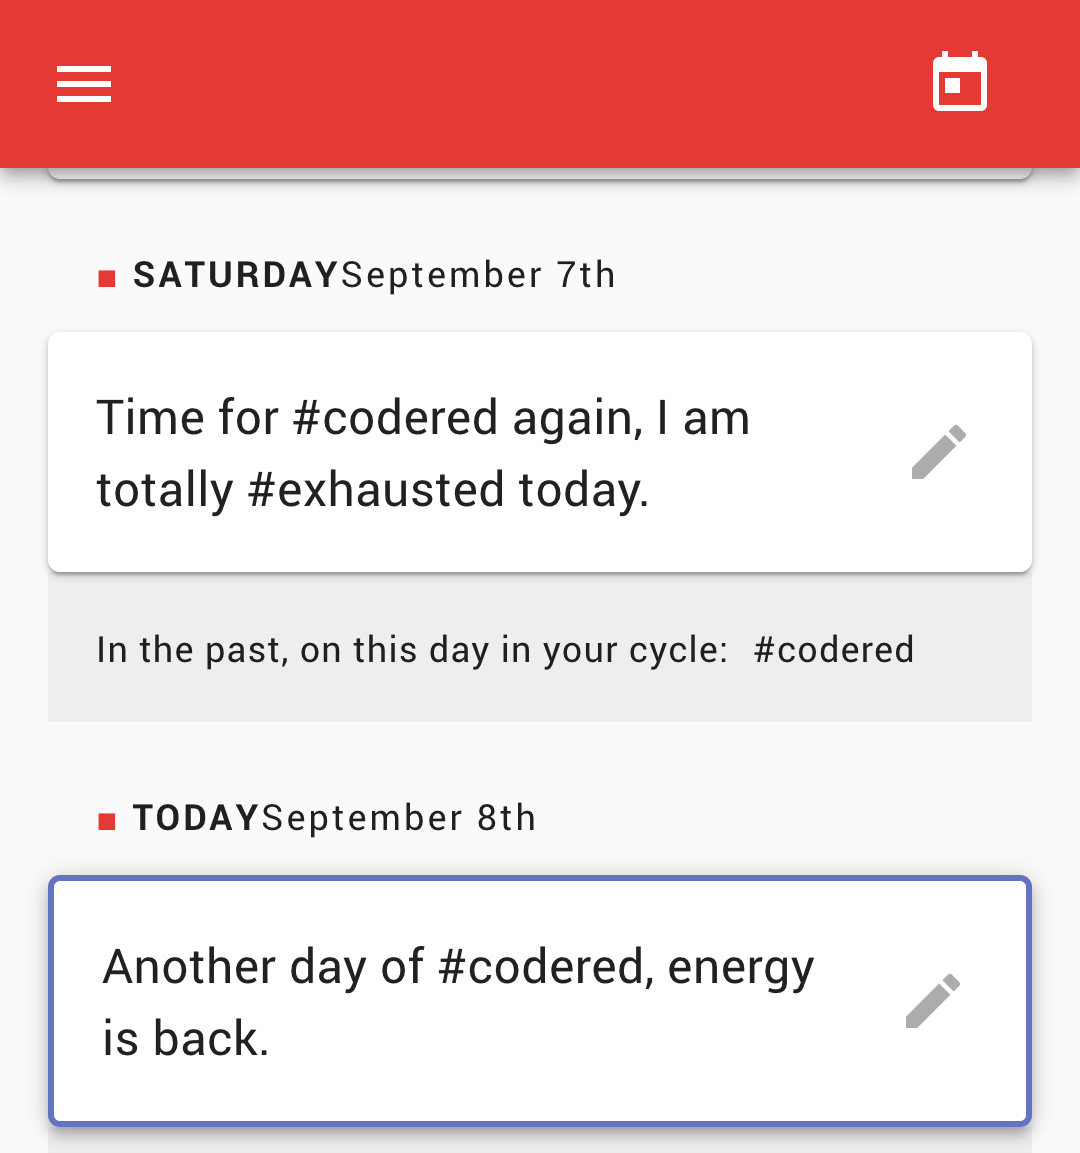 SATURDAYSeptember 7th
Time for #codered again, I am
totally #exhausted today.
In the past, on this day in your cycle: #codered
TODAYSeptember 8th
Another day of #codered, energy
is back.